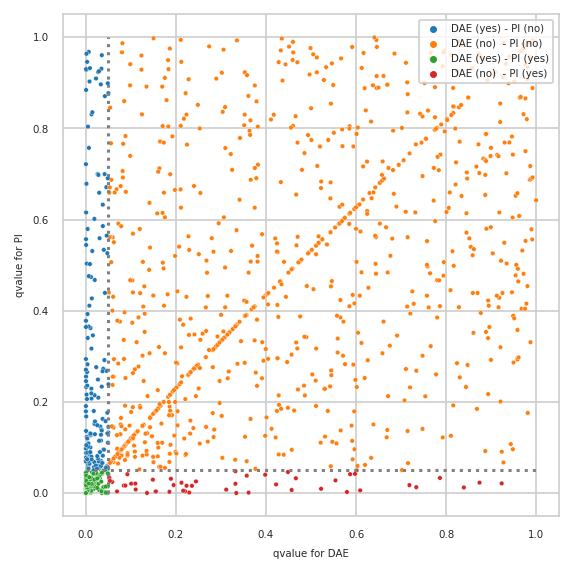 DAE (yes) - PI (no)
DAE (no)  - PI (no)
DAE (yes) - PI (yes)
DAE (no)  - PI (yes)
1.0
0.8
0.6
0.4
0.2
0.0
qvalue for PI
0.0 0.2 0.4 0.6 0.8 1.0
qvalue for DAE